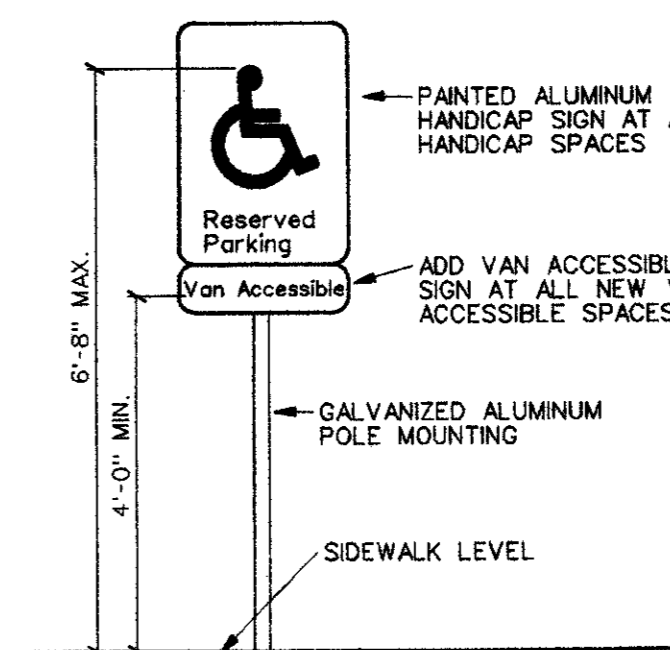 PAINTED ALUMINUM
HANDICAP SIGN AT
HANDICAP SPACES
Reserved
Parking
Van Accessible
ADD VAN
SIGN AT ALL NEW
ACCESSIBLE SPACES
6'-8" MAX.
4'-0" MIN.
GALVANIZED ALUMINUM
POLE MOUNTING
SIDEWALK LEVEL